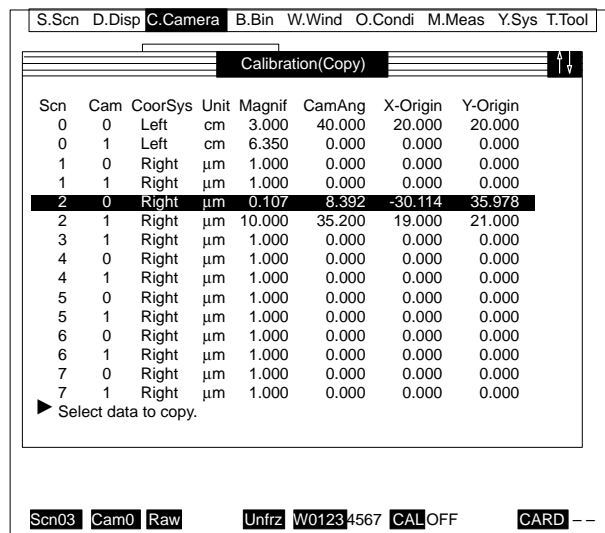 S.Scn D.Disp C.Camera B.Bin W.Wind O.Condi M.Meas Y.Sys T.Tool
Calibration(Copy)
Scn Cam CoorSys Unit Magnif CamAng X-Origin Y-Origin
0 0 Left cm 3.000 40.000 20.000 20.000
0 1 Left cm 6.350 0.000 0.000 0.000
1 0 Right µm 1.000 0.000 0.000 0.000
1 1 Right µm 1.000 0.000 0.000 0.000
2 0 Right µm 0.107 8.392 -30.114 35.978
2 1 Right µm 10.000 35.200 19.000 21.000
3 1 Right µm 1.000 0.000 0.000 0.000
4 0 Right µm 1.000 0.000 0.000 0.000
4 1 Right µm 1.000 0.000 0.000 0.000
5 0 Right µm 1.000 0.000 0.000 0.000
5 1 Right µm 1.000 0.000 0.000 0.000
6 0 Right µm 1.000 0.000 0.000 0.000
6 1 Right µm 1.000 0.000 0.000 0.000
7 0 Right µm 1.000 0.000 0.000 0.000
7 1 Right µm 1.000 0.000 0.000 0.000
Select data to copy.
Scn03 Cam0 Raw Unfrz W01234567 CALOFF CARD – –